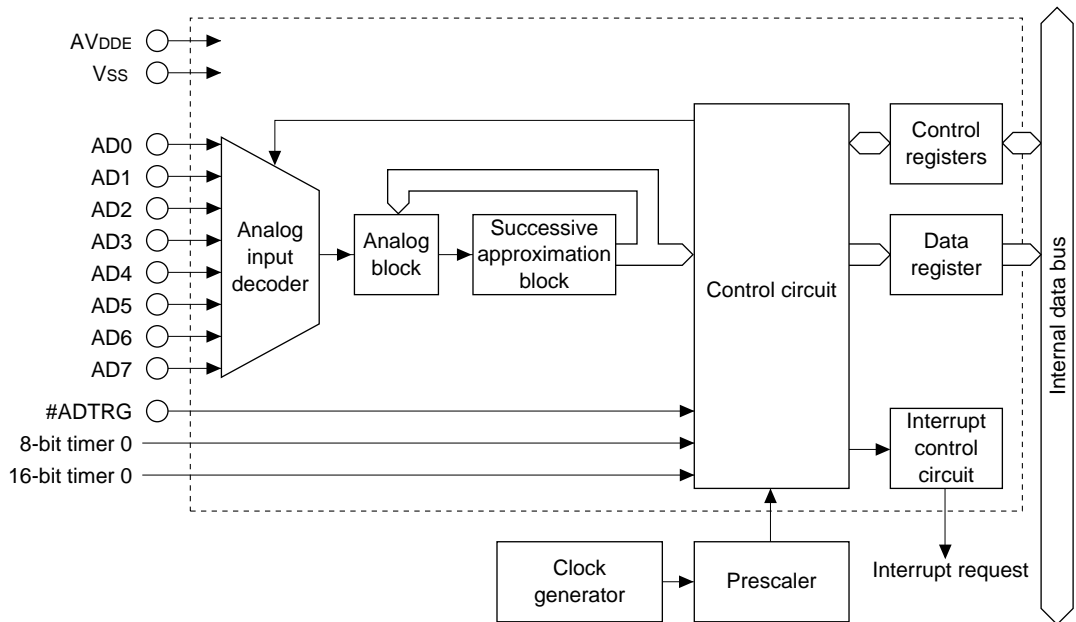 AVDDE
VSS
AD0
AD1
AD2
AD3
AD4
AD5
AD6
AD7
#ADTRG
8-bit timer 0
16-bit timer 0
Analog
input
decoder
Analog
block
Successive
approximation
block
Control circuit
Control
registers
Data
register
Interrupt
control
circuit
Clock
generator
Prescaler
Interrupt request
Internal data bus